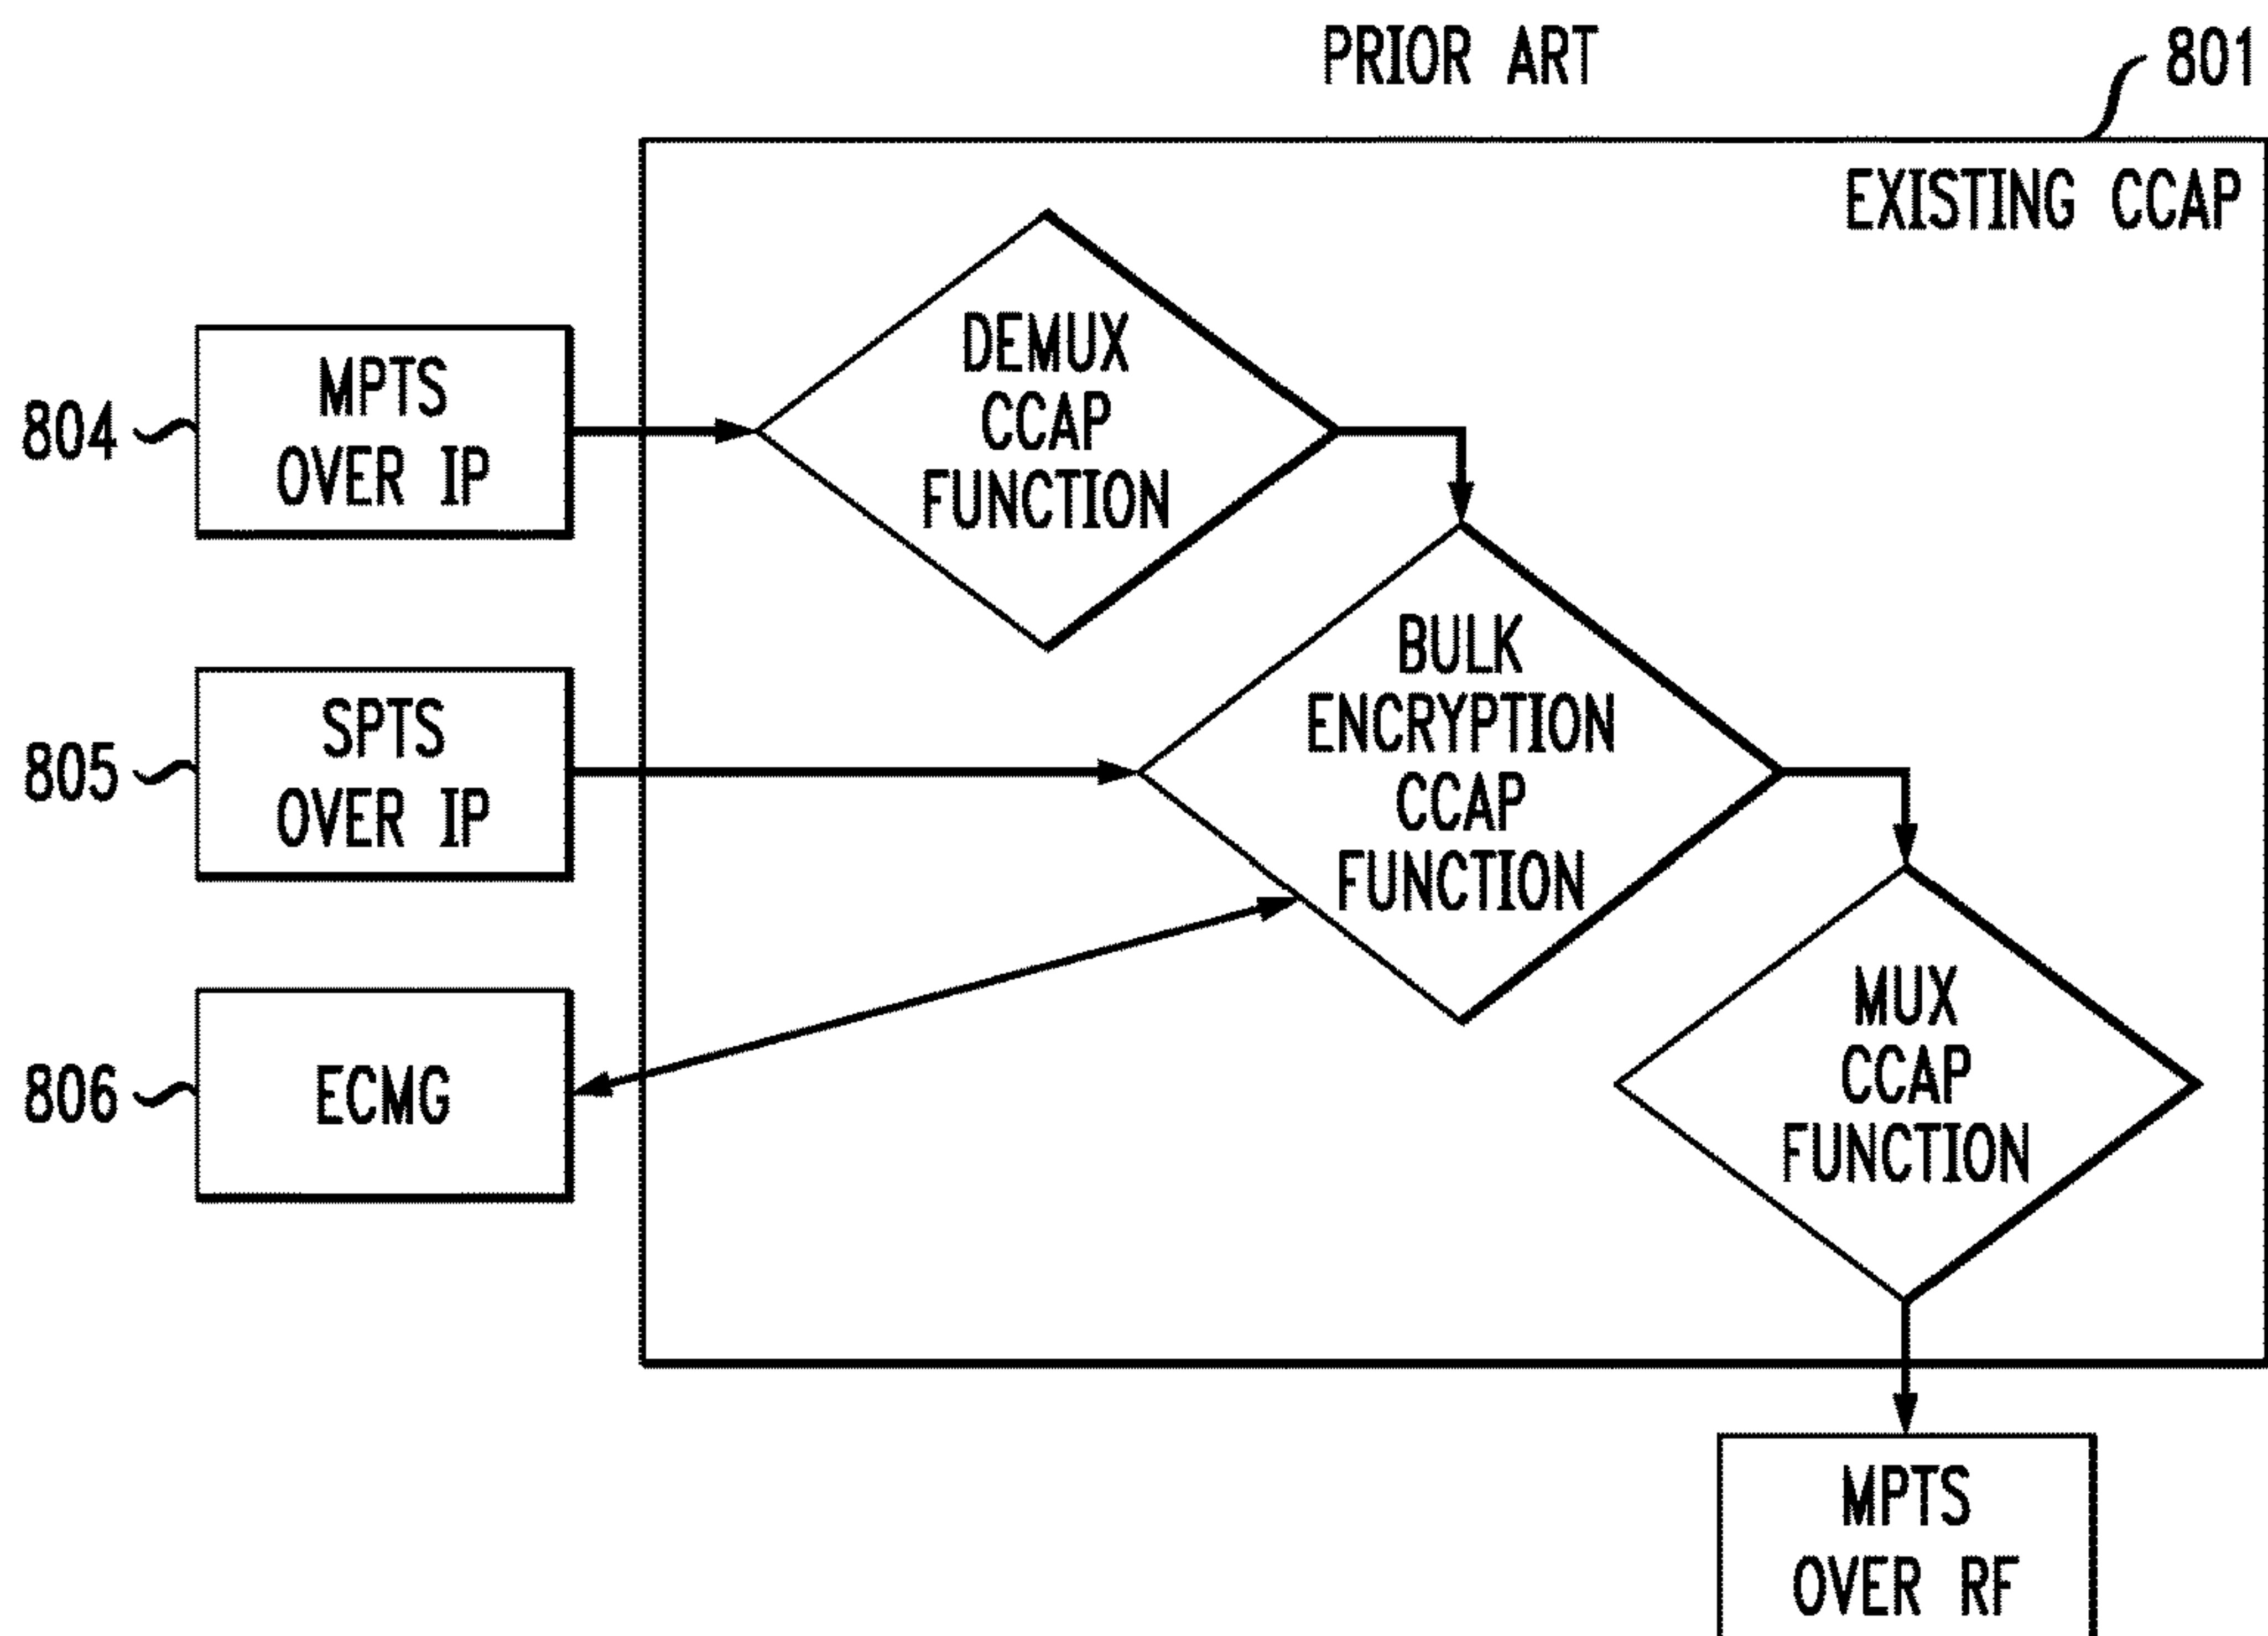 PRIOR ART
801
EXISTING CCAP
DEMUX
CCAP
FUNCTION
804
MPTS
OVER IP
BULK
ENCRYPTION
CCAP
FUNCTION
805
SPTS
OVER IP
MUX
CCAP
FUNCTION
806
ECMG
MPTS
OVER RF